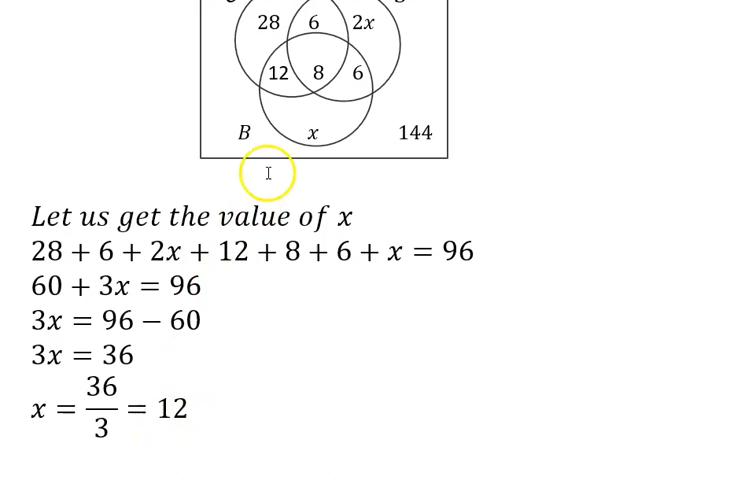 28 6 2x
12 8 6
B x 144
Let us get the value of x
28 + 6 + 2x + 12 + 8 + 6 + x = 96
60 + 3x = 96
3x = 96 − 60
3x = 36
x = 36/3 = 12